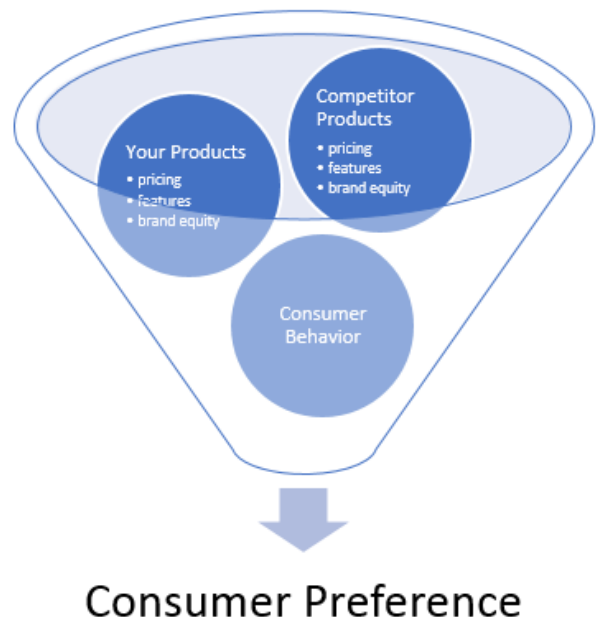 Competitor
Products
• pricing
• features
• brand equity
Your Products
• pricing
• features
• brand equity
Consumer
Behavior
Consumer Preference